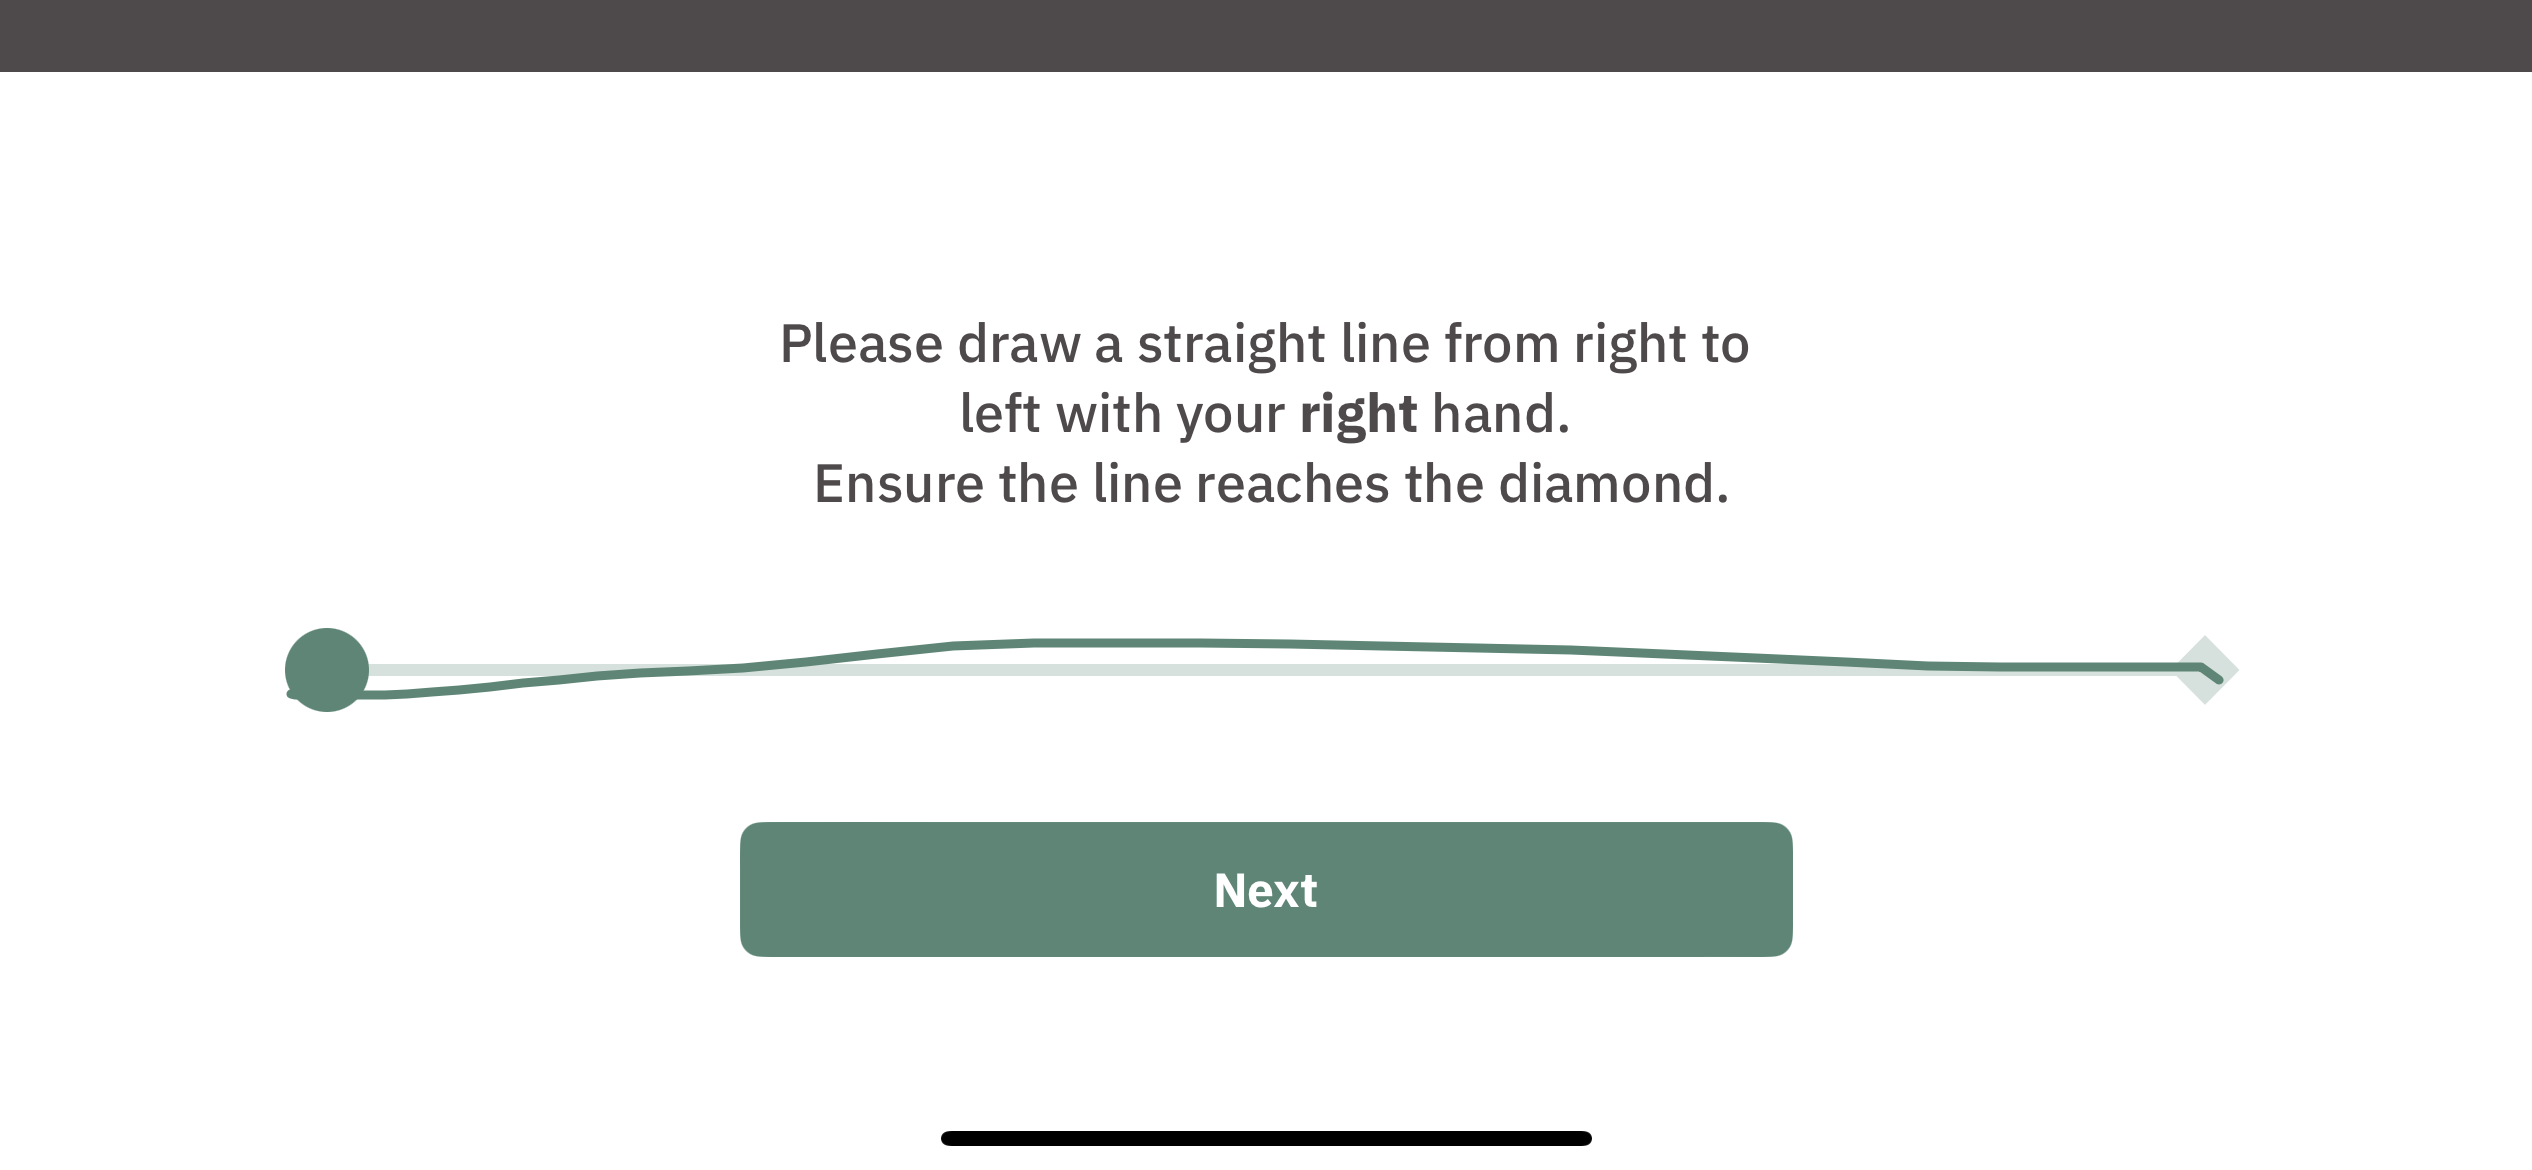 Please draw a straight line from right to
left with your right hand.
Ensure the line reaches the diamond.
Next